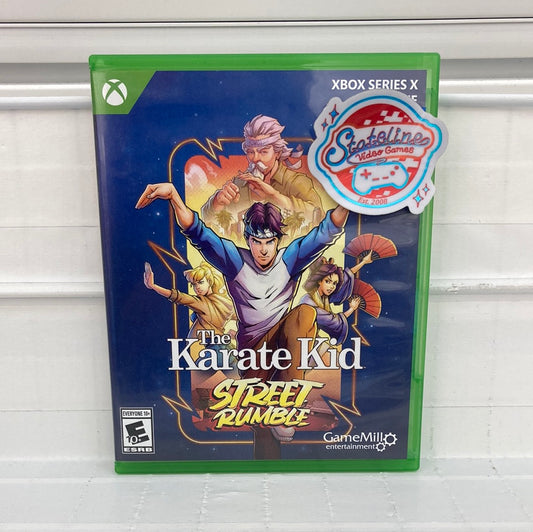 XBOX SERIES X
Stateline
Video Games
Est. 2008
The
Karate Kid
STREET
RUMBLE
EVERYONE 10+
E
10+
ESRB
GameMill
entertainment